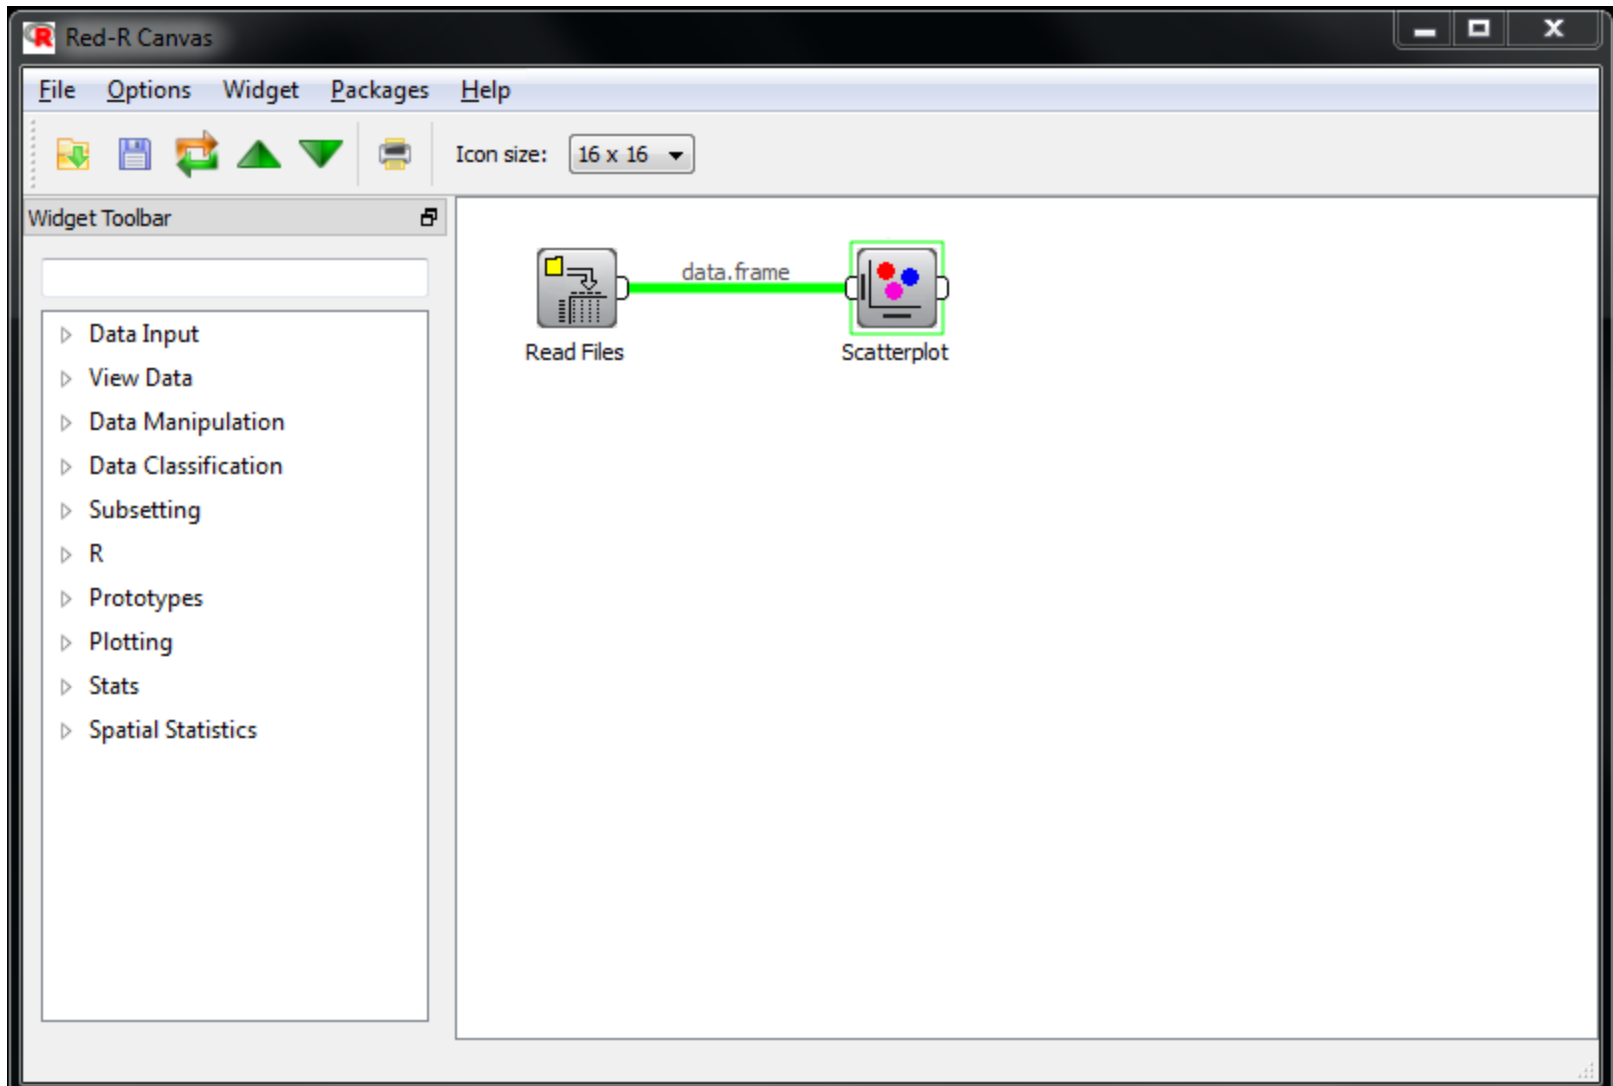 Red-R Canvas
File Options Widget Packages Help
Icon size: 16 x 16
Widget Toolbar
data.frame
Read Files Scatterplot
Data Input
View Data
Data Manipulation
Data Classification
Subsetting
R
Prototypes
Plotting
Stats
Spatial Statistics